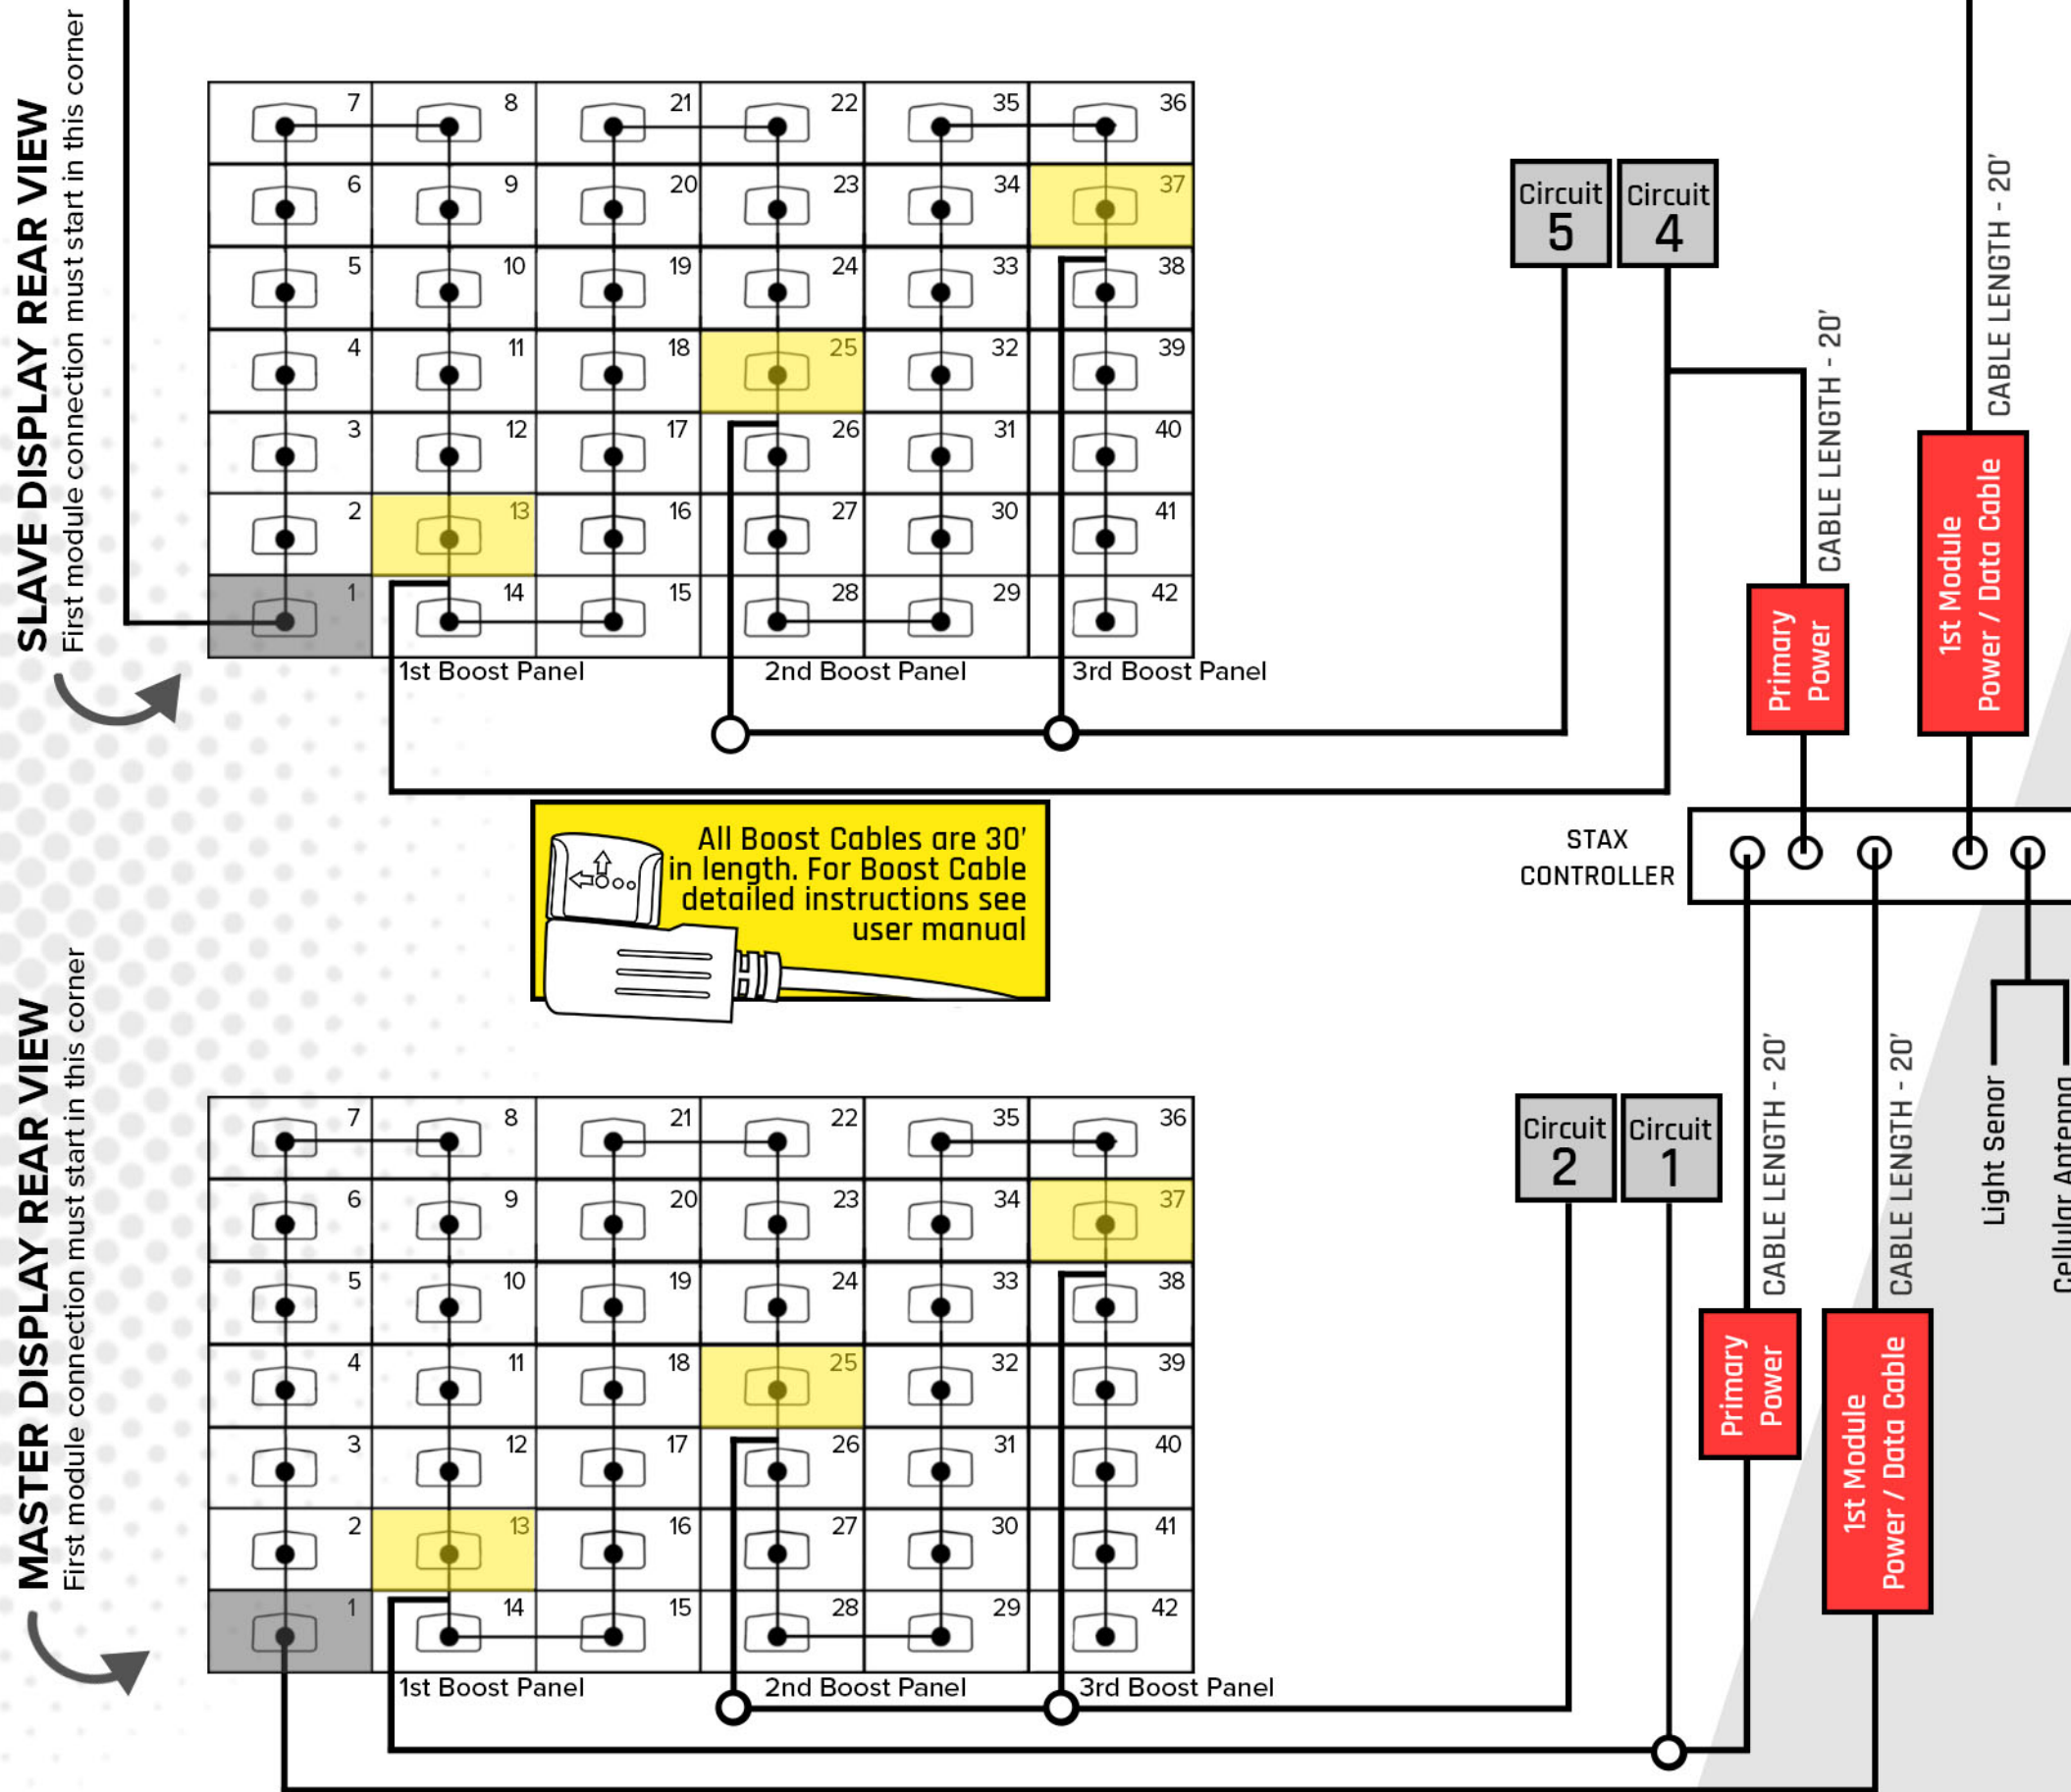 SLAVE DISPLAY REAR VIEW
First module connection must start in this corner
7 8 21 22 35 36
6 9 20 23 34 37
5 10 19 24 33 38
4 11 18 25 32 39
3 12 17 26 31 40
2 13 16 27 30 41
1 14 15 28 29 42
1st Boost Panel
2nd Boost Panel
3rd Boost Panel
Circuit
5
Circuit
4
CABLE LENGTH - 20'
Primary
Power
CABLE LENGTH - 20'
1st Module
Power / Data Cable
All Boost Cables are 30'
in length. For Boost Cable
detailed instructions see
user manual
STAX
CONTROLLER
MASTER DISPLAY REAR VIEW
First module connection must start in this corner
7 8 21 22 35 36
6 9 20 23 34 37
5 10 19 24 33 38
4 11 18 25 32 39
3 12 17 26 31 40
2 13 16 27 30 41
1 14 15 28 29 42
1st Boost Panel
2nd Boost Panel
3rd Boost Panel
Circuit
2
Circuit
1
CABLE LENGTH - 20'
Primary
Power
CABLE LENGTH - 20'
1st Module
Power / Data Cable
Light Senor
Cellular Antenna